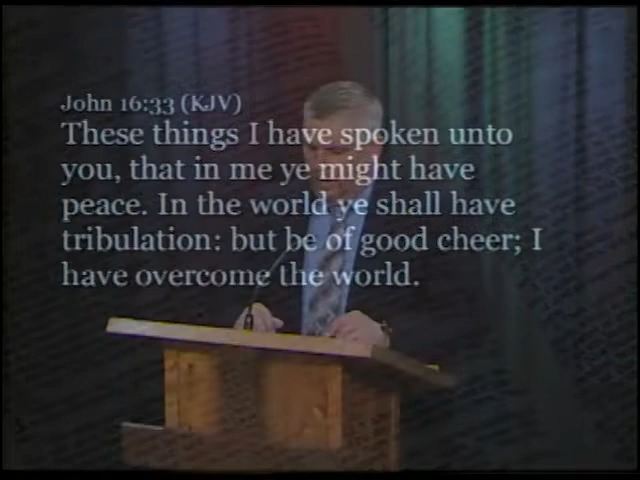 John 16:33 (KJV)
These things I have spoken unto
you, that in me ye might have
peace. In the world ye shall have
tribulation: but be of good cheer; I
have overcome the world.